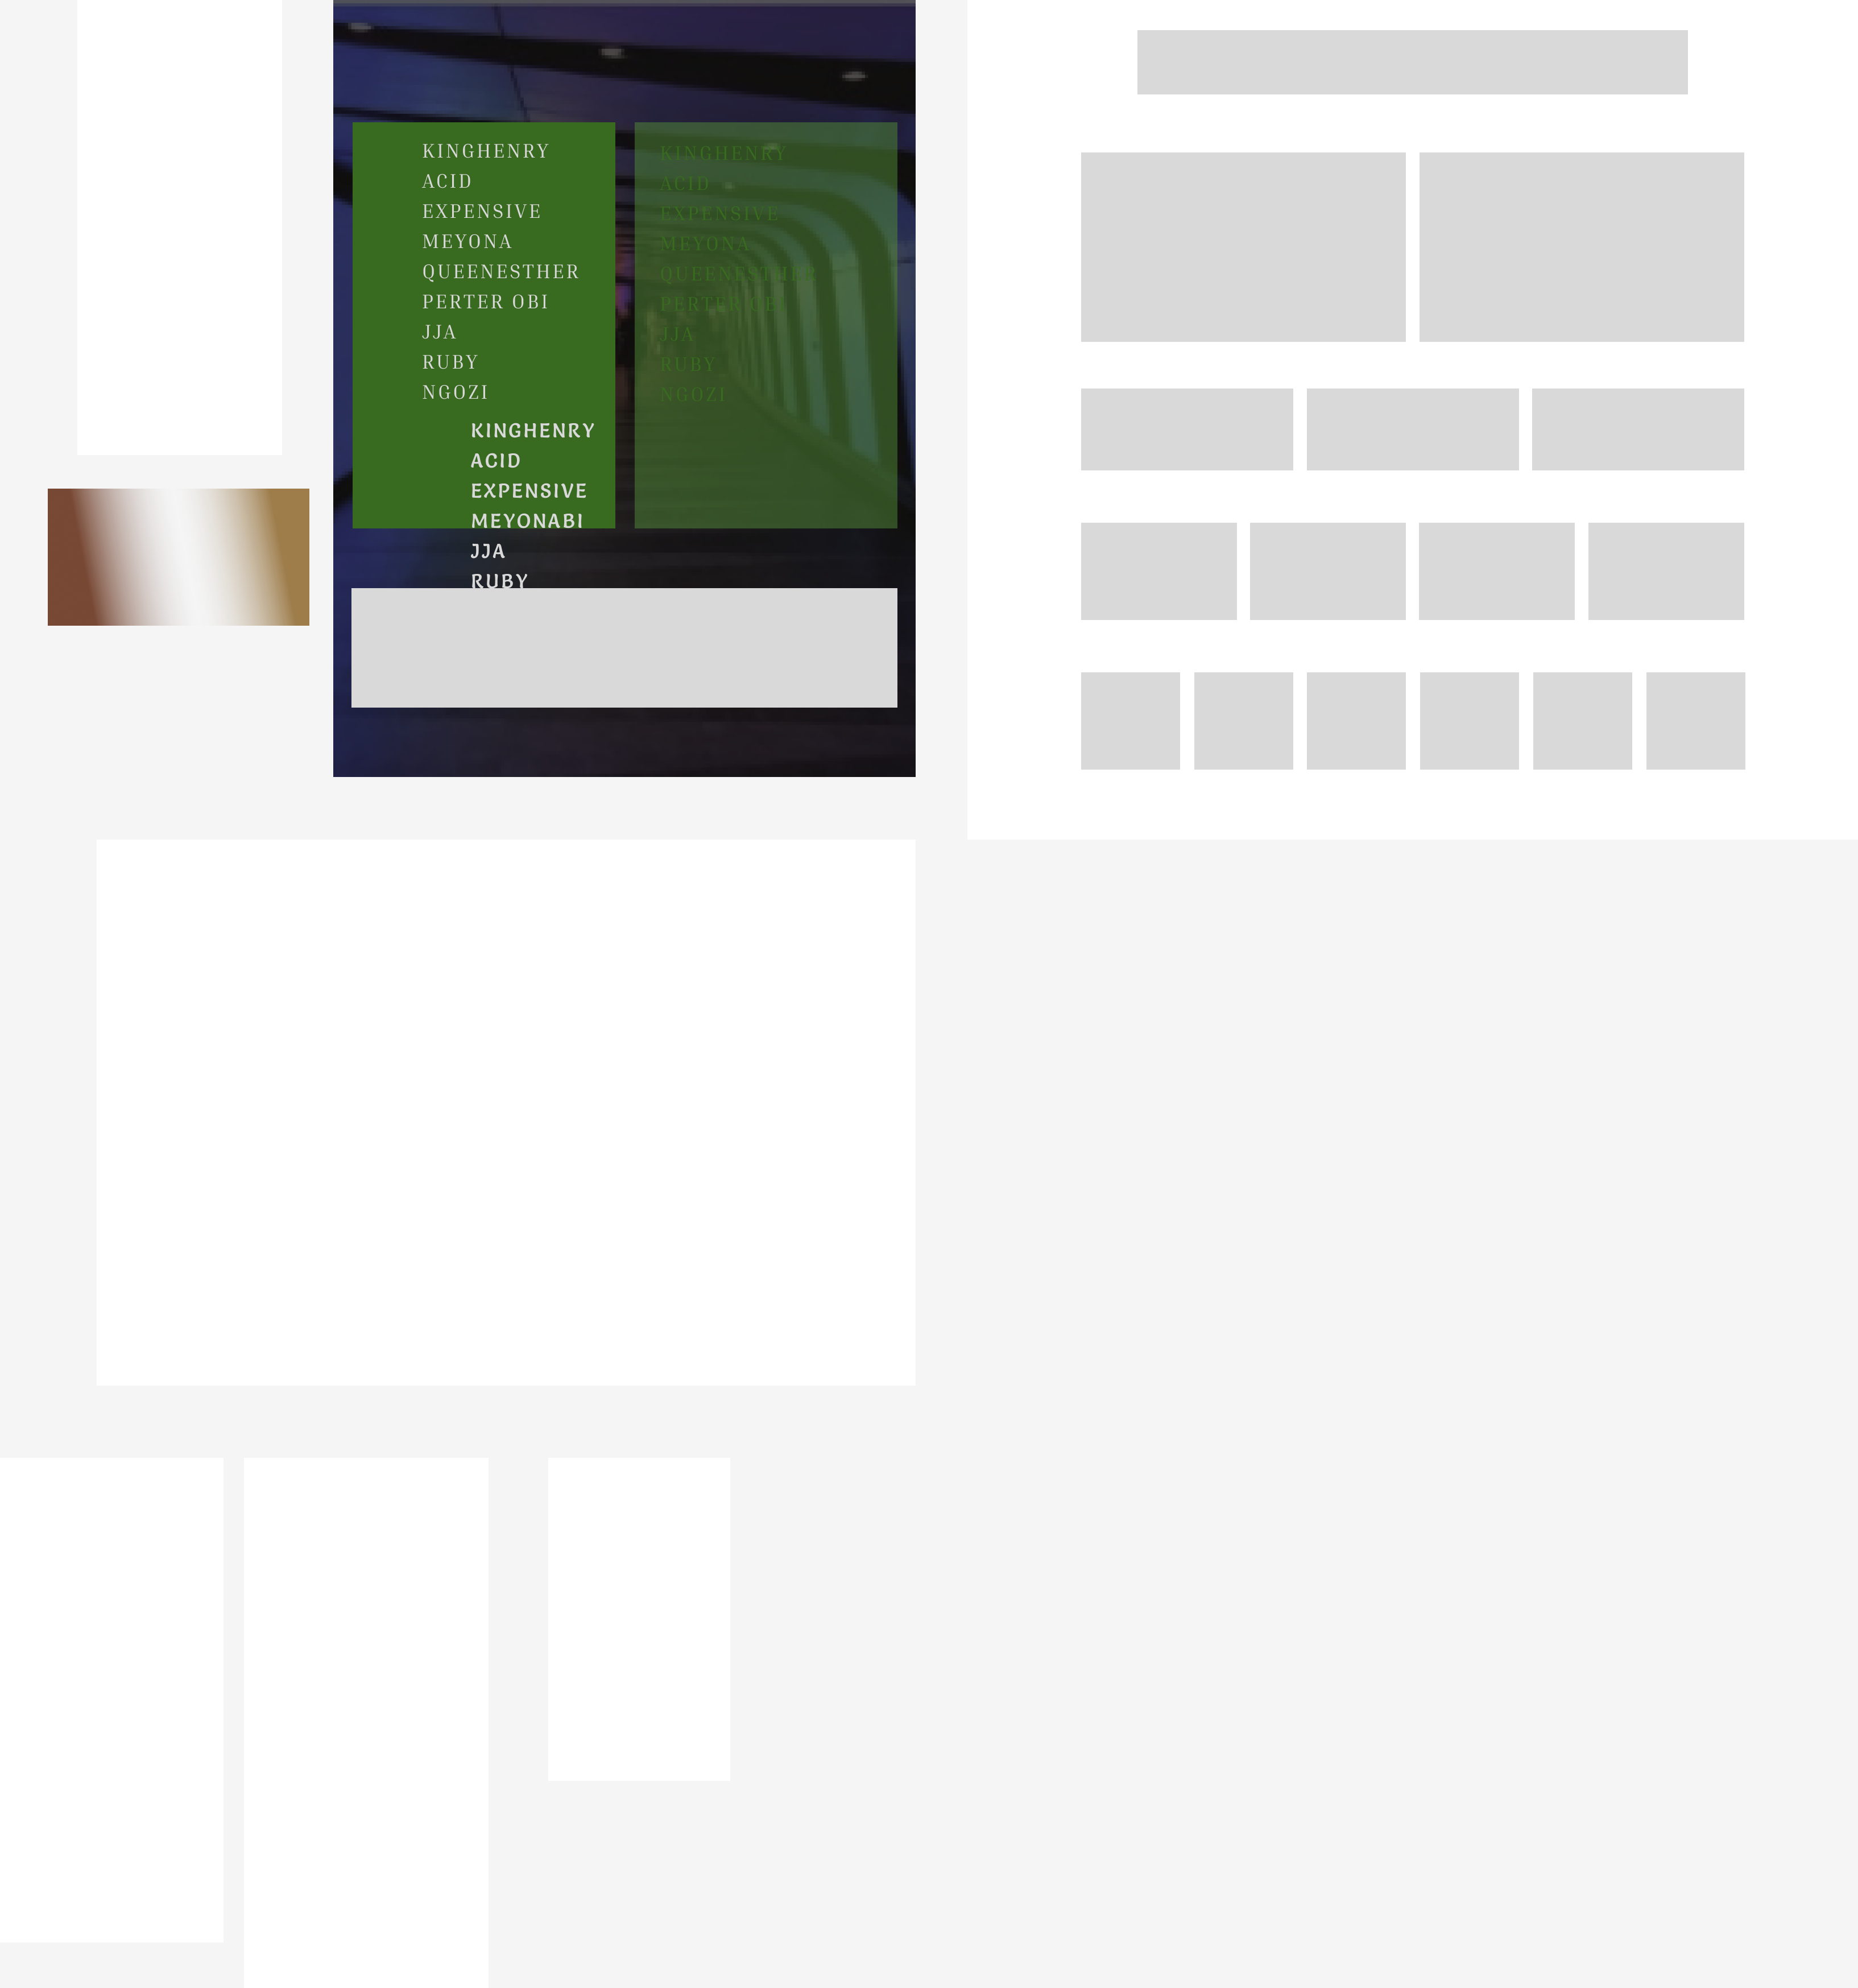 KINGHENRY
ACID
EXPENSIVE
MEYONA
QUEENESTHER
PERTER OBI
JJA
RUBY
NGOZI
KINGHENRY
ACID
EXPENSIVE
MEYONABI
JJA
RUBY
KINGHENRY
ACID
EXPENSIVE
MEYONA
QUEENESTHER
PERTER OBI
JJA
RUBY
NGOZI